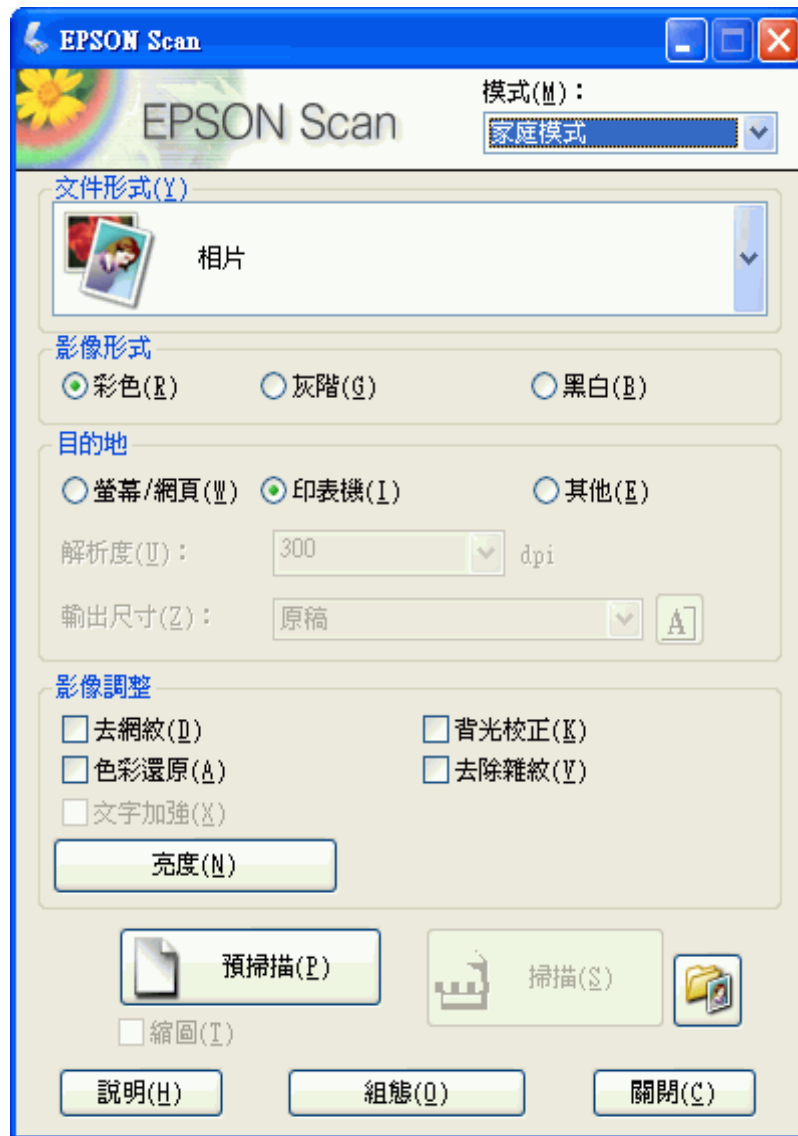 EPSON Scan
EPSON Scan
模式(M)：
家庭模式
文件形式(Y)
相片
影像形式
彩色(R) 灰階(G) 黑白(B)
目的地
螢幕/網頁(W) 印表機(I) 其他(E)
解析度(U)： 300 dpi
輸出尺寸(Z)： 原稿 A
影像調整
去網紋(D) 背光校正(K)
色彩還原(A) 去除雜紋(V)
文字加強(X)
亮度(N)
預掃描(P) 掃描(S)
縮圖(T)
說明(H) 組態(O) 關閉(C)